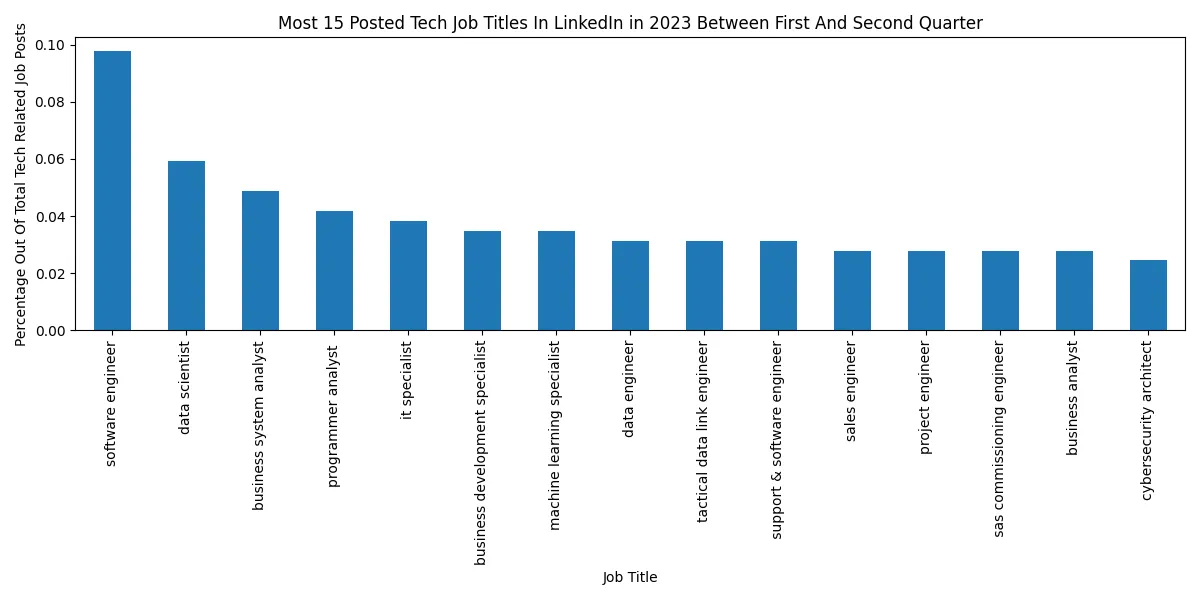 Most 15 Posted Tech Job Titles In LinkedIn in 2023 Between First And Second Quarter
Percentage Out Of Total Tech Related Job Posts
0.10
0.08
0.06
0.04
0.02
0.00
software engineer
data scientist
business system analyst
programmer analyst
it specialist
business development specialist
machine learning specialist
data engineer
tactical data link engineer
support & software engineer
sales engineer
project engineer
sas commissioning engineer
business analyst
cybersecurity architect
Job Title